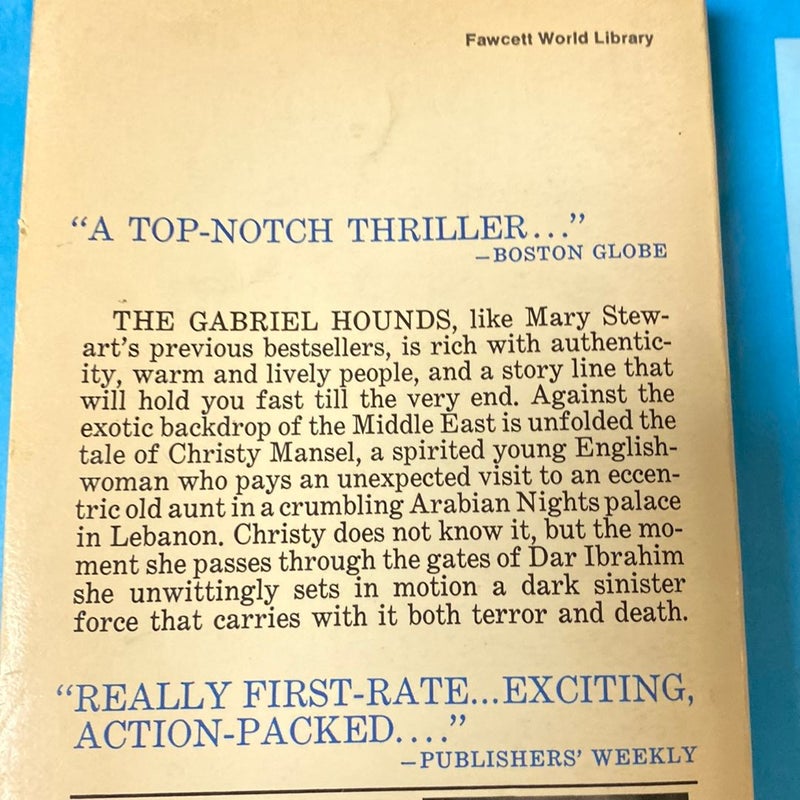 Fawcett World Library
“A TOP-NOTCH THRILLER...”
—BOSTON GLOBE
THE GABRIEL HOUNDS, like Mary Stew-
art’s previous bestsellers, is rich with authentic-
ity, warm and lively people, and a story line that
will hold you fast till the very end. Against the
exotic backdrop of the Middle East is unfolded the
tale of Christy Mansel, a spirited young English-
woman who pays an unexpected visit to an eccen-
tric old aunt in a crumbling Arabian Nights palace
in Lebanon. Christy does not know it, but the mo-
ment she passes through the gates of Dar Ibrahim
she unwittingly sets in motion a dark sinister
force that carries with it both terror and death.
“REALLY FIRST-RATE...EXCITING,
ACTION-PACKED....”
—PUBLISHERS’ WEEKLY